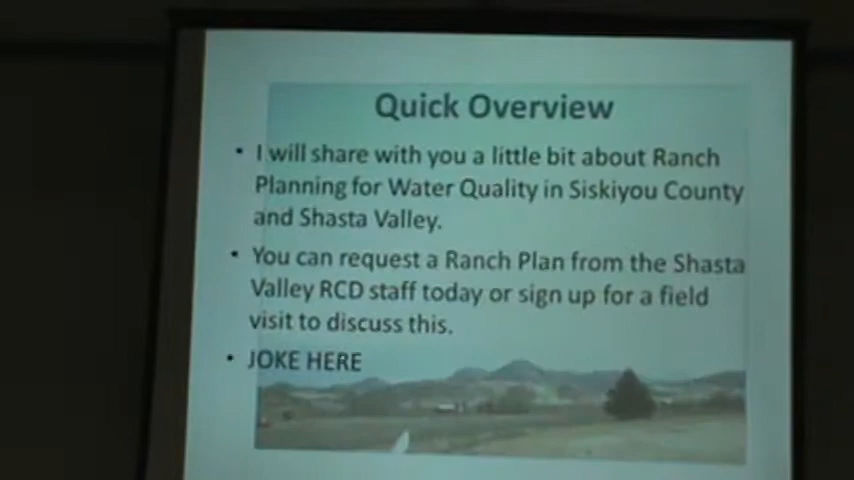 Quick Overview
• I will share with you a little bit about Ranch
Planning for Water Quality in Siskiyou County
and Shasta Valley.
• You can request a Ranch Plan from the Shasta
Valley RCD staff today or sign up for a field
visit to discuss this.
• JOKE HERE